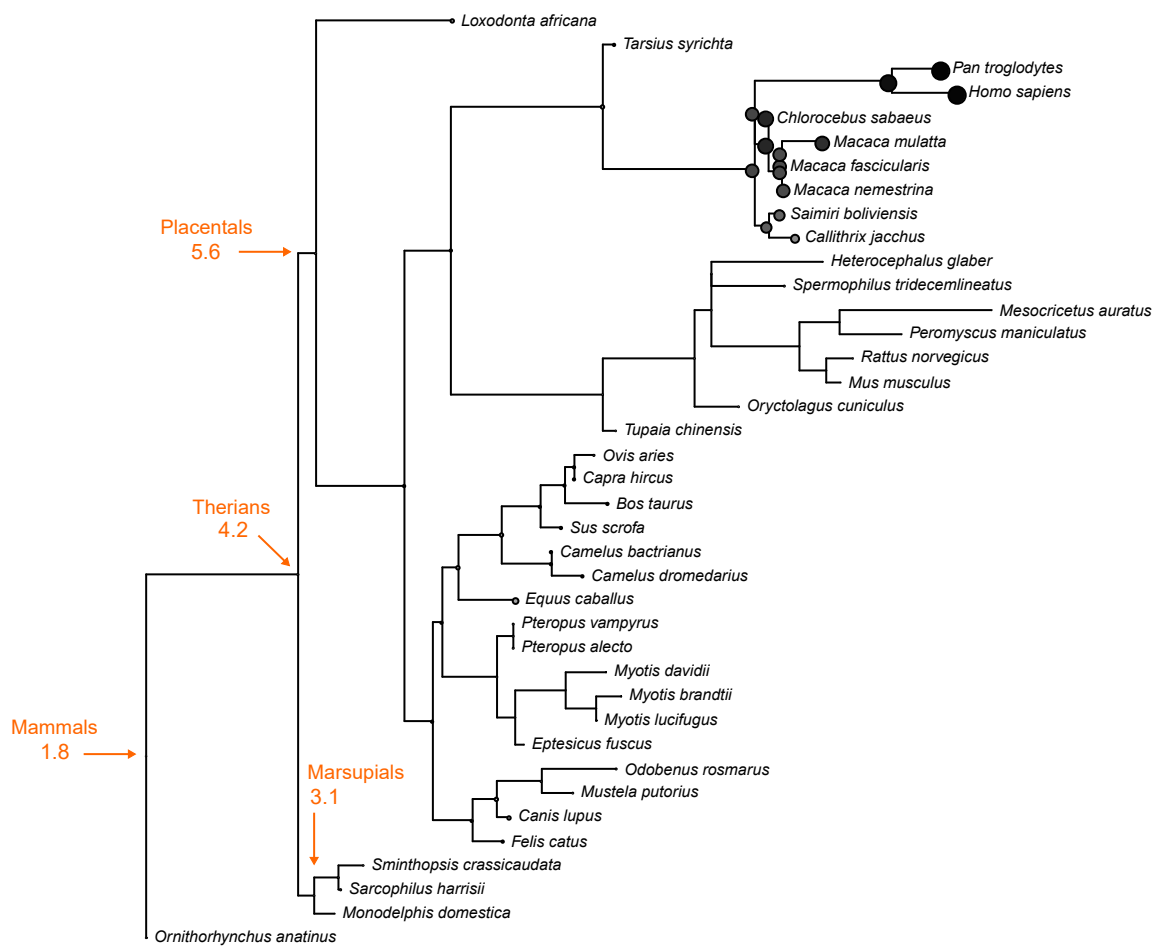 Loxodonta africana
Tarsius syrichta
Pan troglodytes
Homo sapiens
Chlorocebus sabaeus
Macaca mulatta
Macaca fascicularis
Macaca nemestrina
Saimiri boliviensis
Placentals
5.6
Callithrix jacchus
Heterocephalus glaber
Spermophilus tridecemlineatus
Mesocricetus auratus
Peromyscus maniculatus
Rattus norvegicus
Mus musculus
Oryctolagus cuniculus
Tupaia chinensis
Ovis aries
Capra hircus
Therians
4.2
Bos taurus
Sus scrofa
Camelus bactrianus
Camelus dromedarius
Equus caballus
Pteropus vampyrus
Pteropus alecto
Myotis davidii
Myotis brandtii
Myotis lucifugus
Mammals
1.8
Eptesicus fuscus
Marsupials
3.1
Odobenus rosmarus
Mustela putorius
Canis lupus
Felis catus
Sminthopsis crassicaudata
Sarcophilus harrisii
Monodelphis domestica
Ornithorhynchus anatinus